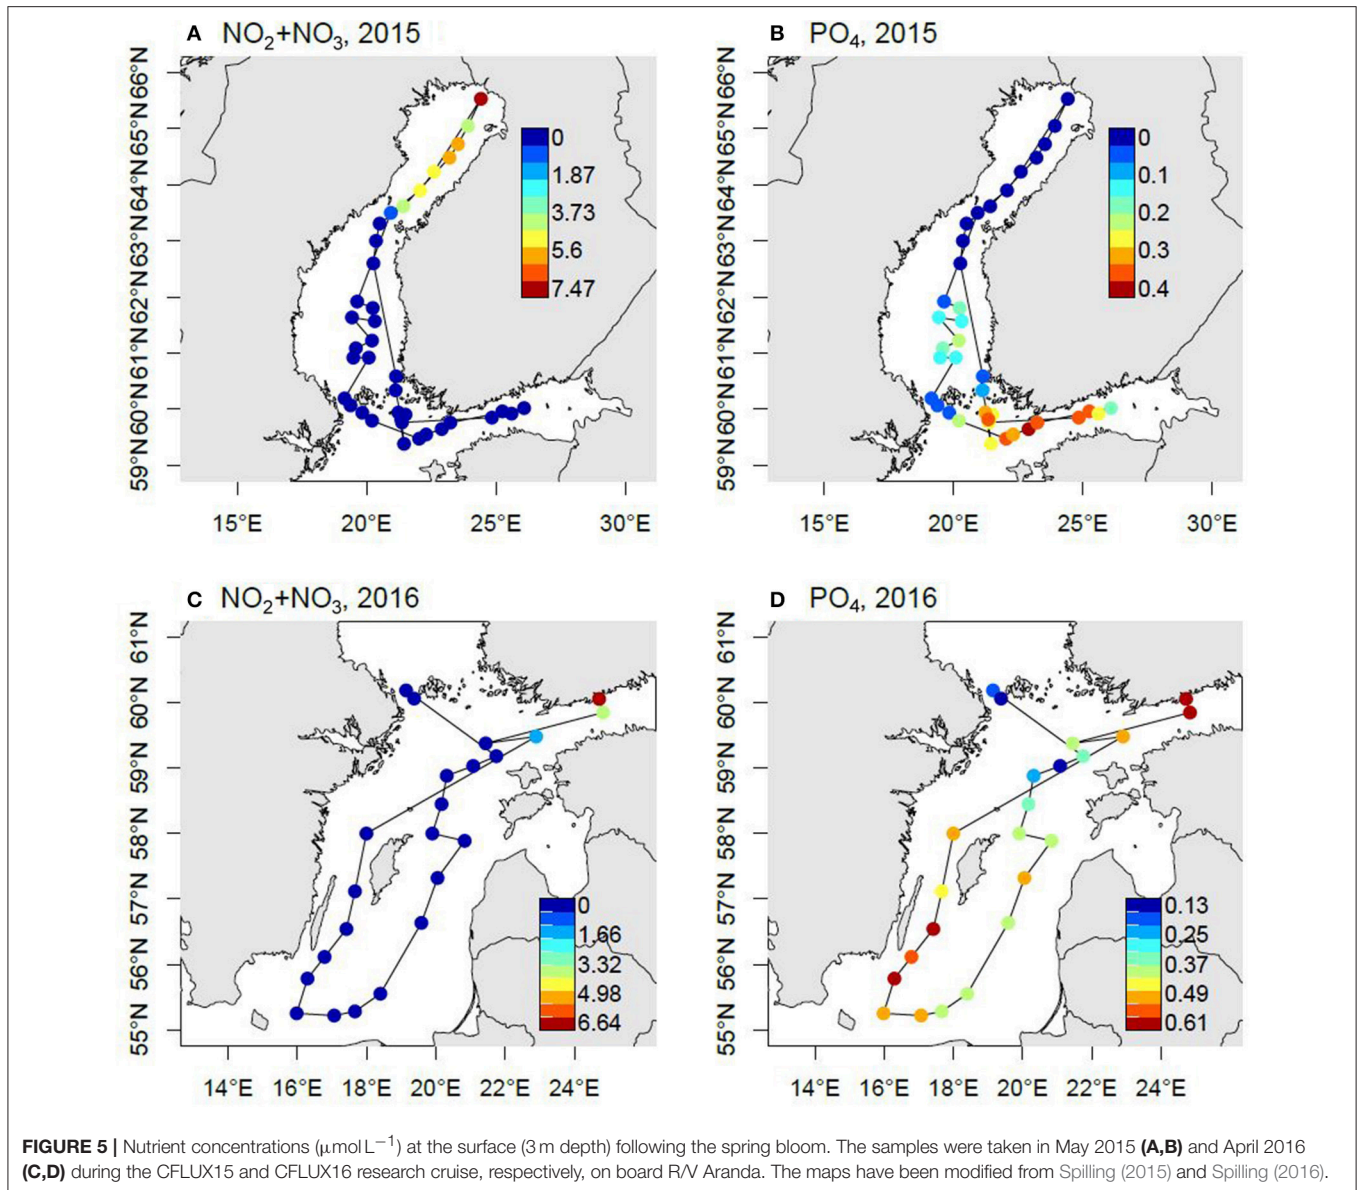 A NO₂+NO₃, 2015
66°N
65°N
64°N
63°N
62°N
61°N
60°N
59°N
0
1.87
3.73
5.6
7.47
15°E 20°E 25°E 30°E
B PO₄, 2015
66°N
65°N
64°N
63°N
62°N
61°N
60°N
59°N
0
0.1
0.2
0.3
0.4
15°E 20°E 25°E 30°E
C NO₂+NO₃, 2016
61°N
60°N
59°N
58°N
57°N
56°N
55°N
0
1.66
3.32
4.98
6.64
14°E 16°E 18°E 20°E 22°E 24°E
D PO₄, 2016
61°N
60°N
59°N
58°N
57°N
56°N
55°N
0.13
0.25
0.37
0.49
0.61
14°E 16°E 18°E 20°E 22°E 24°E
FIGURE 5 | Nutrient concentrations (μmol L⁻¹) at the surface (3 m depth) following the spring bloom. The samples were taken in May 2015 (A,B) and April 2016
(C,D) during the CFLUX15 and CFLUX16 research cruise, respectively, on board R/V Aranda. The maps have been modified from Spilling (2015) and Spilling (2016).